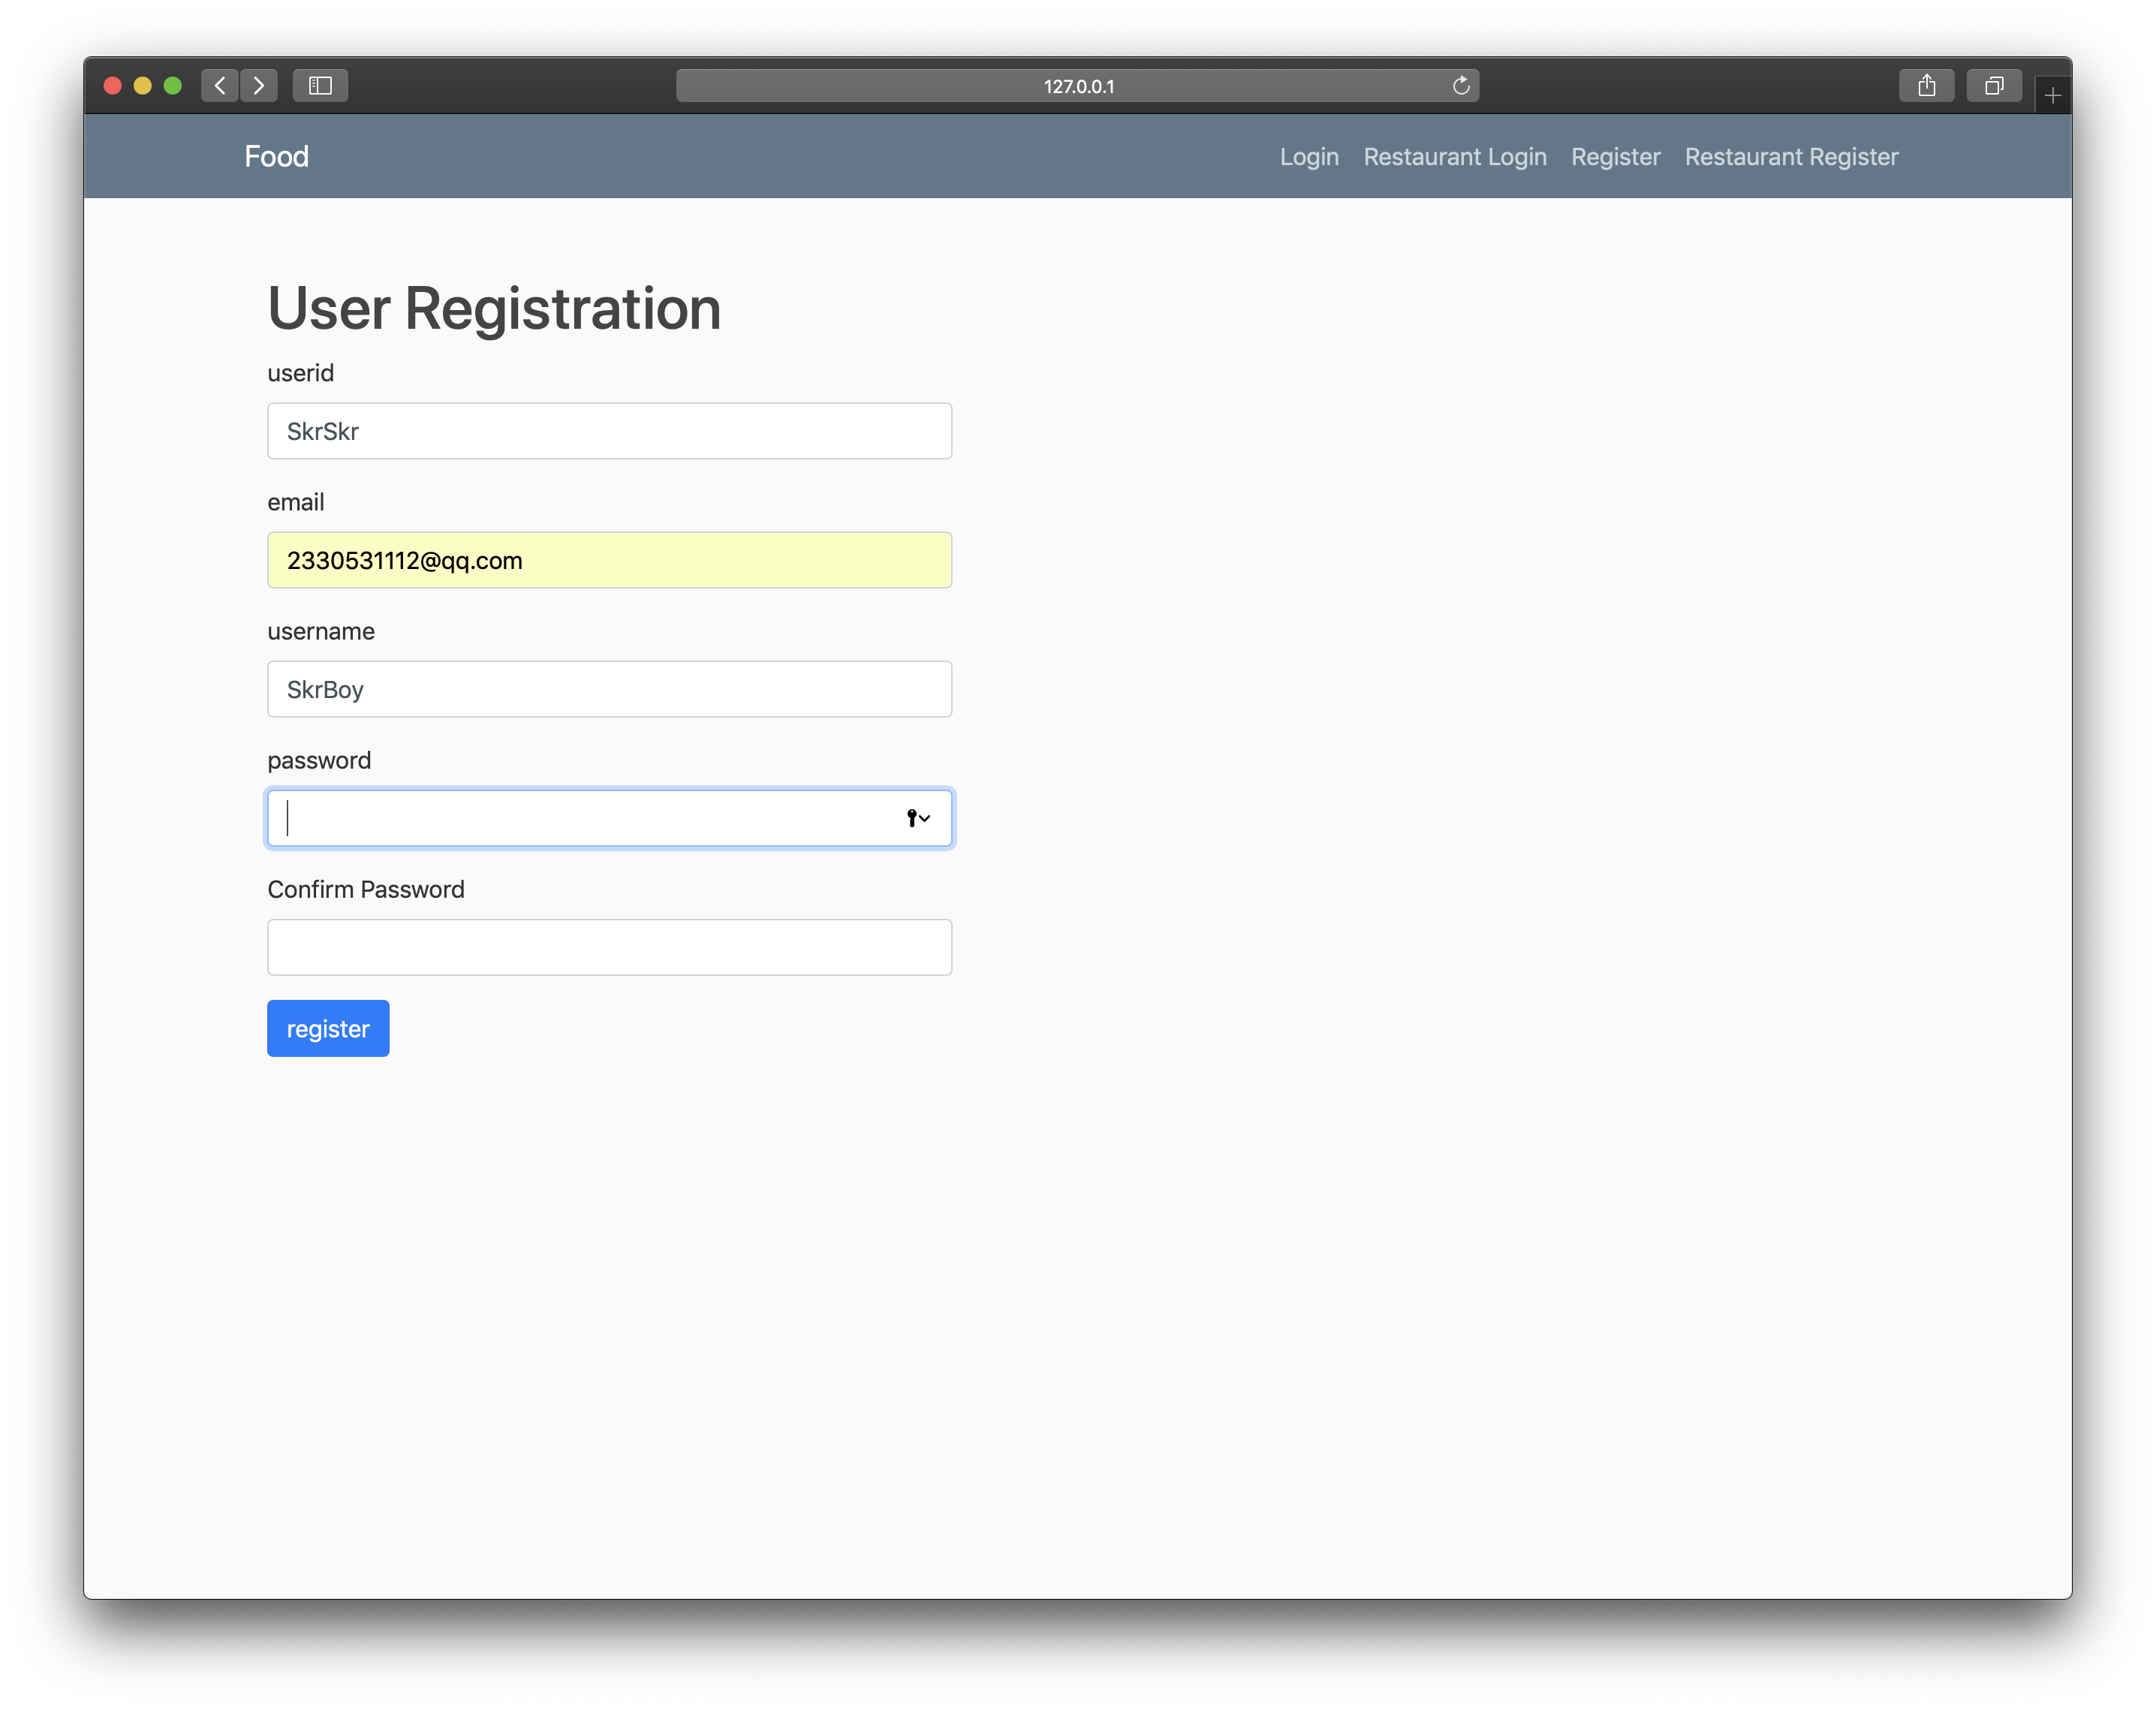 127.0.0.1
Food Login Restaurant Login Register Restaurant Register
User Registration
userid
SkrSkr
email
2330531112@qq.com
username
SkrBoy
password
Confirm Password
register